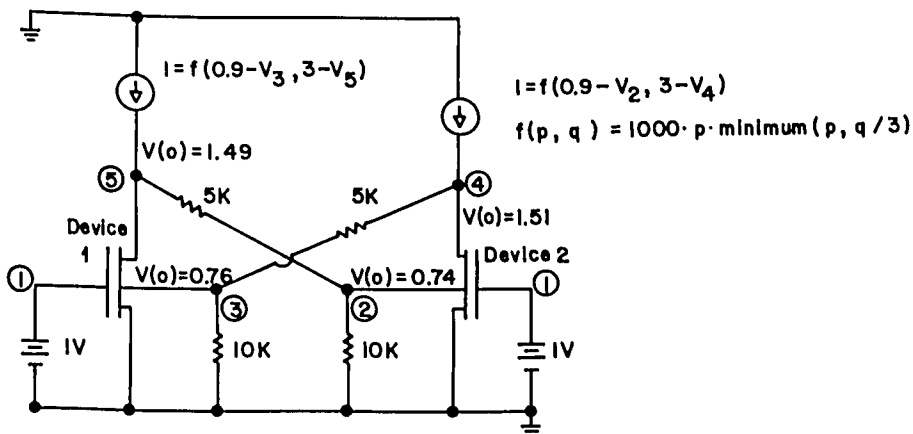 I=f(0.9-V3, 3-V5)
I=f(0.9-V2, 3-V4)
f(p, q) = 1000·p·minimum(p, q/3)
V(o)=1.49
5
5K
5K
4
V(o)=1.51
Device
1
Device 2
1
V(o)=0.76
V(o)=0.74
1
3
2
1V
10K
10K
1V